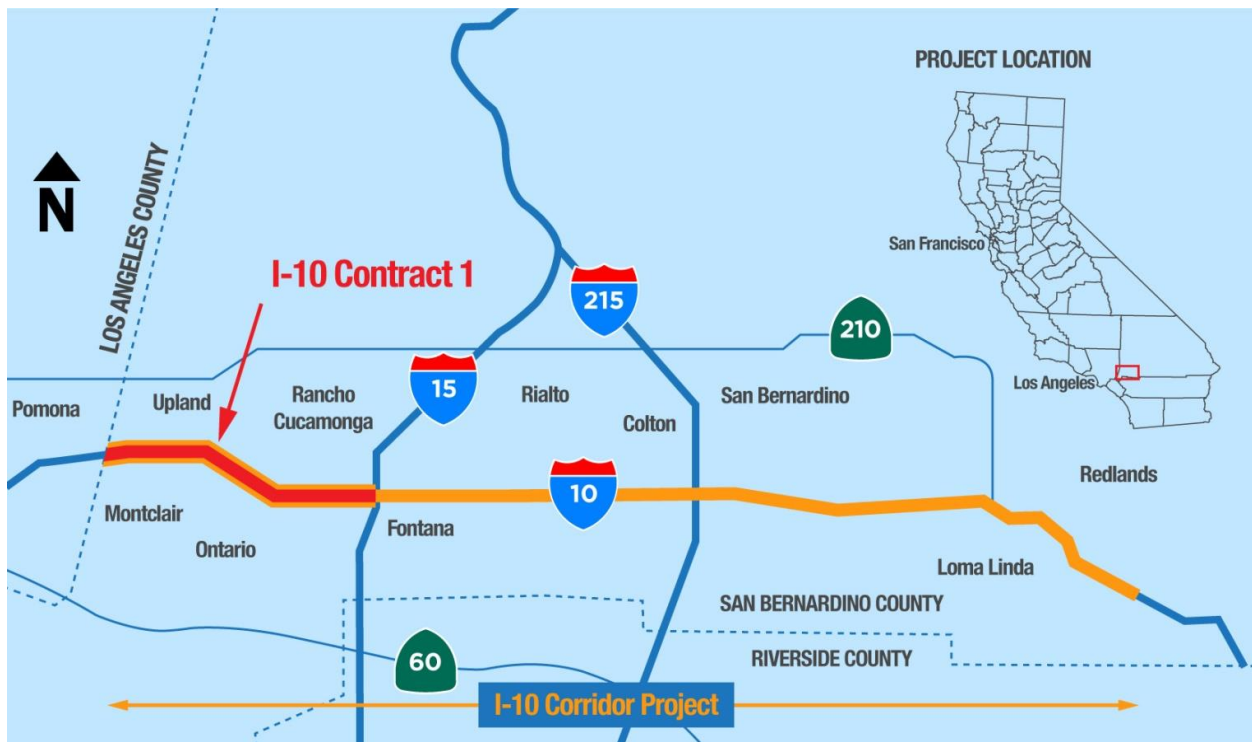 PROJECT LOCATION
N
LOS ANGELES COUNTY
I-10 Contract 1
San Francisco
215
210
15
Los Angeles
Pomona
Upland
Rancho
Cucamonga
Rialto
Colton
San Bernardino
Redlands
10
Montclair
Ontario
Fontana
Loma Linda
SAN BERNARDINO COUNTY
RIVERSIDE COUNTY
60
I-10 Corridor Project